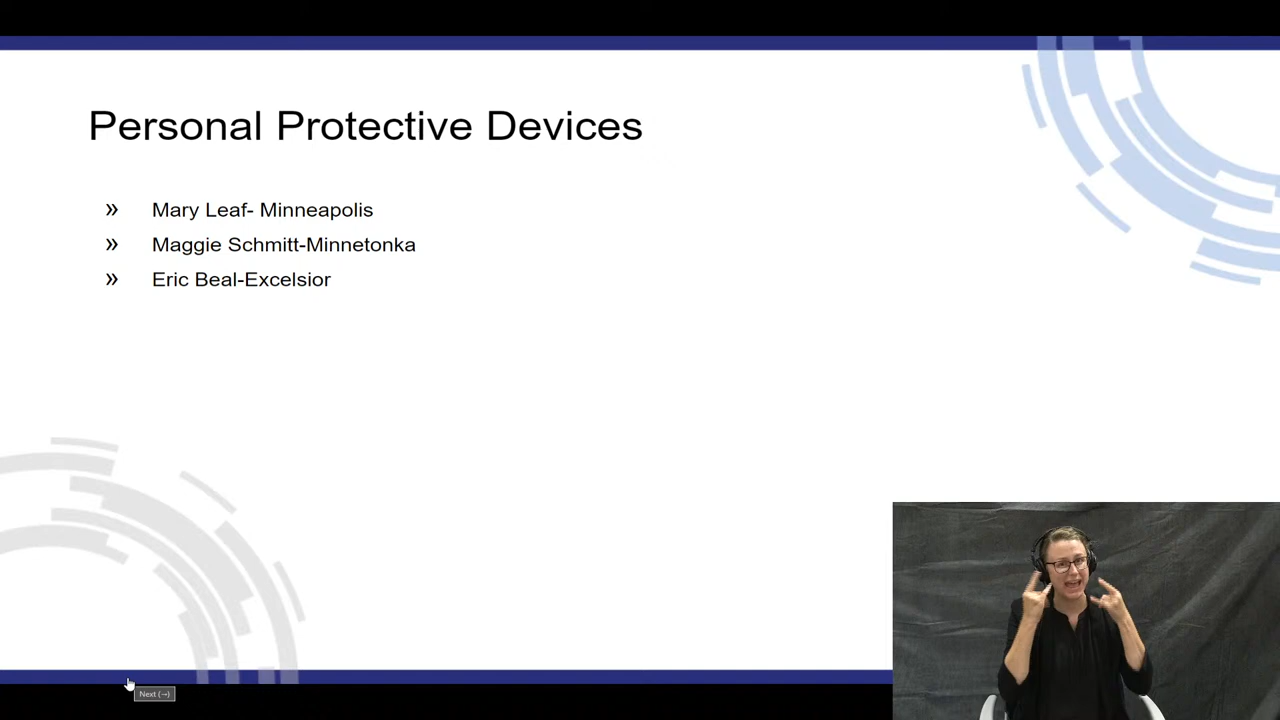 Personal Protective Devices
» Mary Leaf- Minneapolis
» Maggie Schmitt-Minnetonka
» Eric Beal-Excelsior
Next (→)